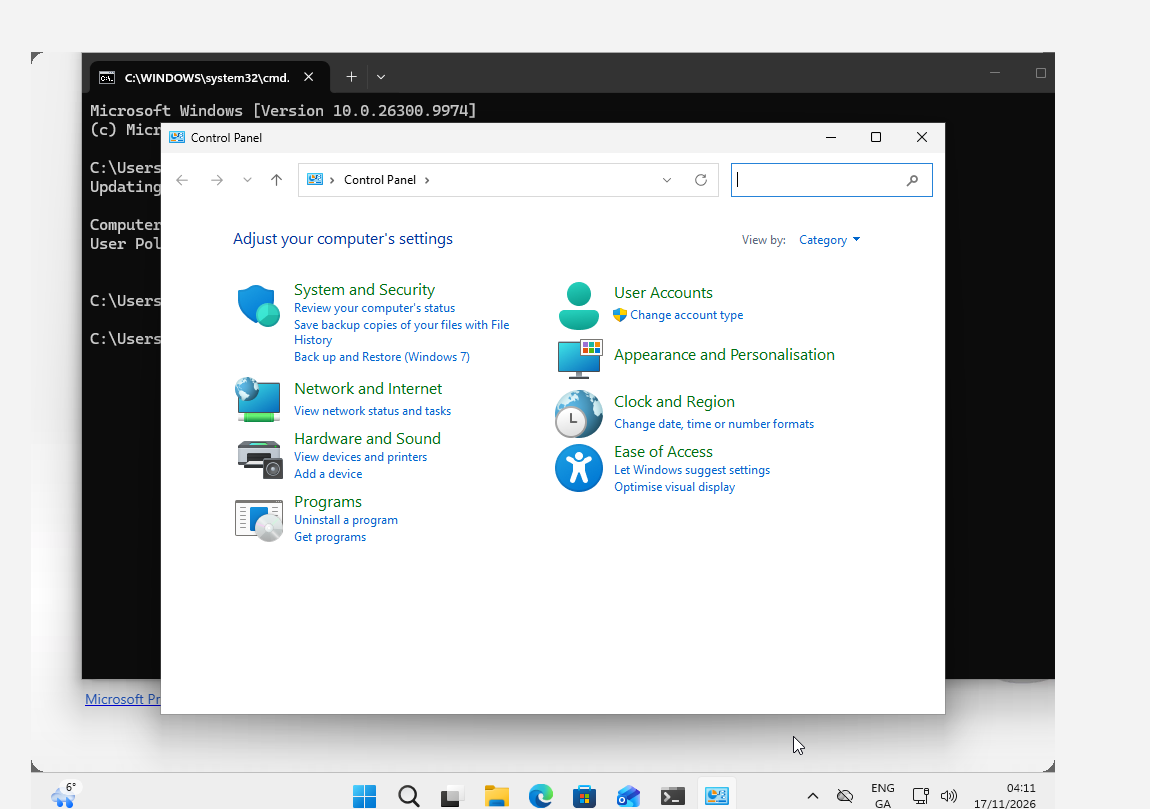 C:\WINDOWS\system32\cmd.
Microsoft Windows [Version 10.0.26300.9974]
(c) Micr
C:\Users
Updating
Computer
User Pol
C:\Users
C:\Users
Control Panel
Control Panel
Adjust your computer's settings
View by: Category
System and Security
Review your computer's status
Save backup copies of your files with File
History
Back up and Restore (Windows 7)
Network and Internet
View network status and tasks
Hardware and Sound
View devices and printers
Add a device
Programs
Uninstall a program
Get programs
User Accounts
Change account type
Appearance and Personalisation
Clock and Region
Change date, time or number formats
Ease of Access
Let Windows suggest settings
Optimise visual display
Microsoft Pr
6°
ENG
GA
04:11
17/11/2026